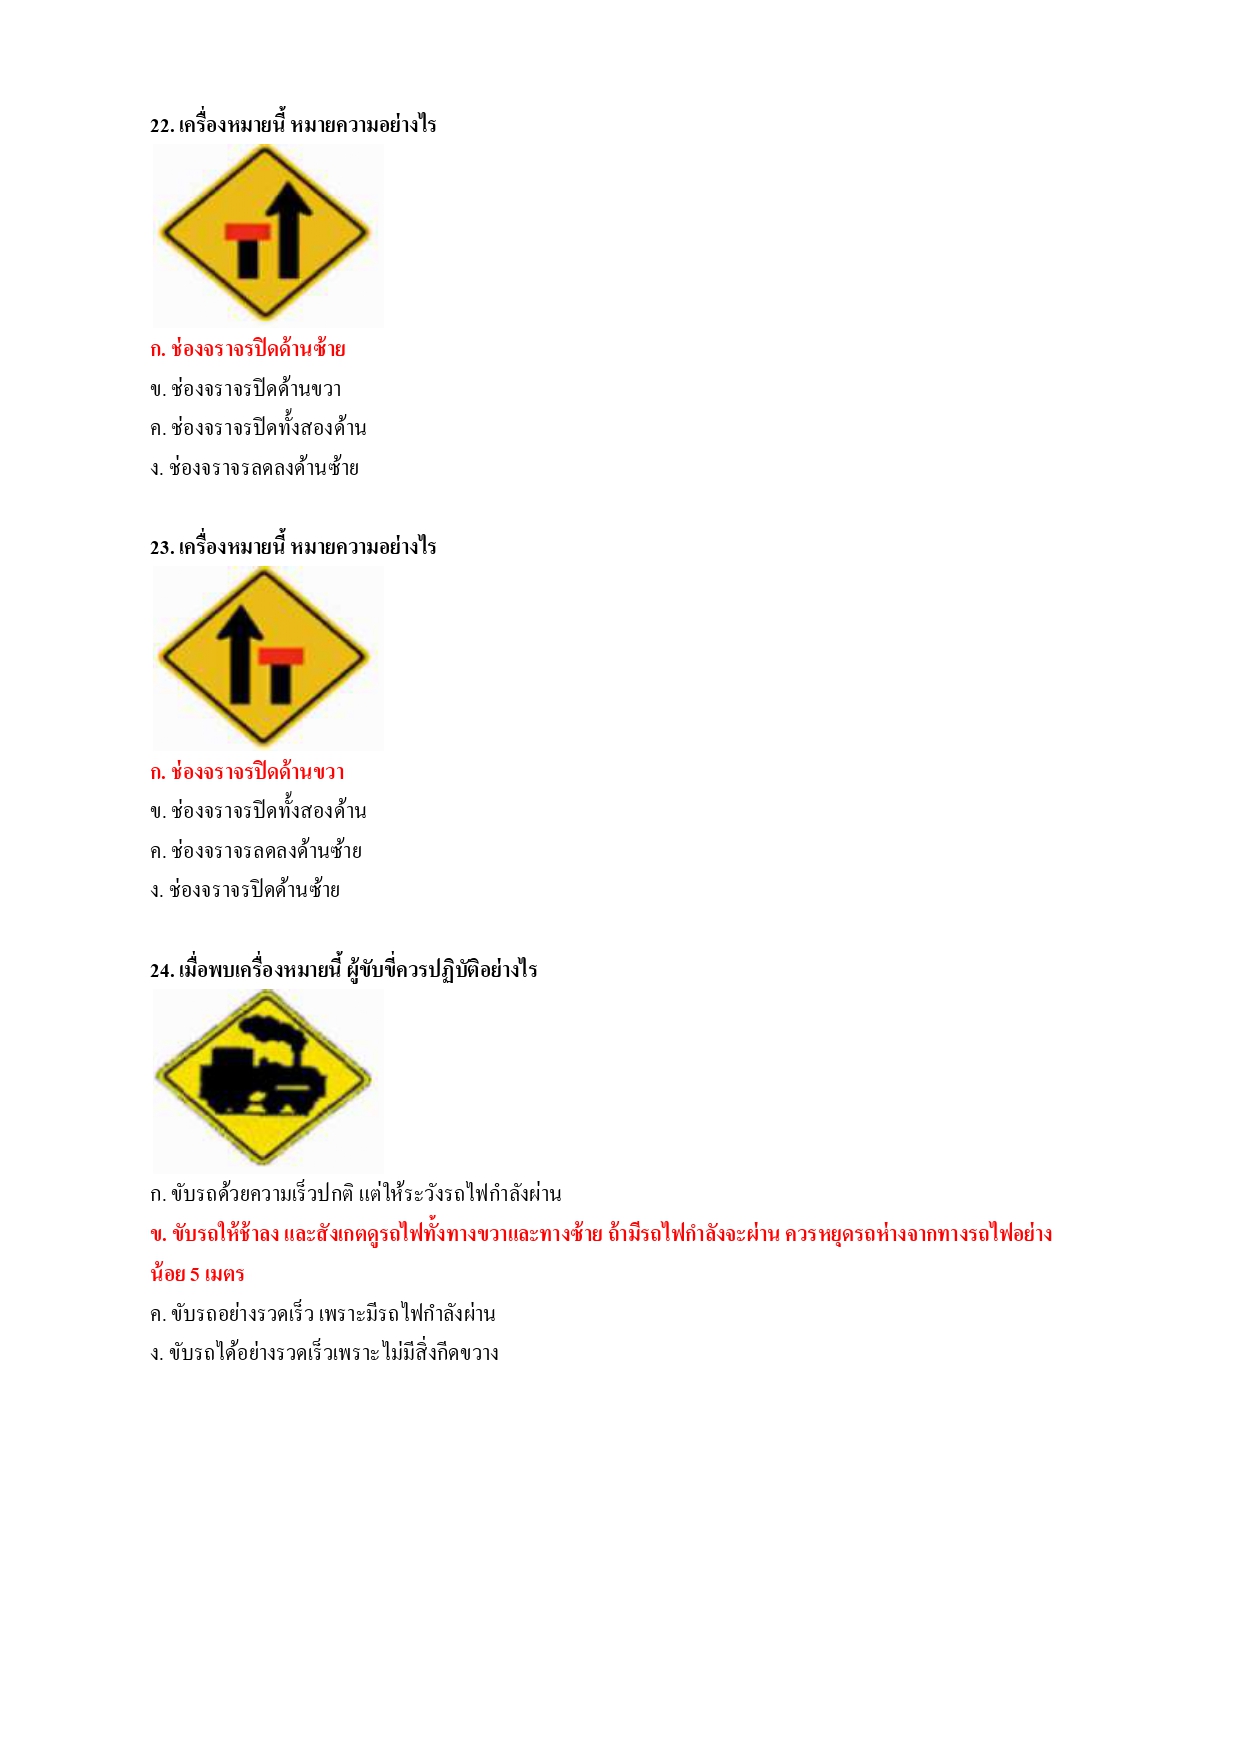 22. เครื่องหมายนี้ หมายความอย่างไร
ก. ช่องจราจรปิดด้านซ้าย
ข. ช่องจราจรปิดด้านขวา
ค. ช่องจราจรปิดทั้งสองด้าน
ง. ช่องจราจรลดลงด้านซ้าย
23. เครื่องหมายนี้ หมายความอย่างไร
ก. ช่องจราจรปิดด้านขวา
ข. ช่องจราจรปิดทั้งสองด้าน
ค. ช่องจราจรลดลงด้านซ้าย
ง. ช่องจราจรปิดด้านซ้าย
24. เมื่อพบเครื่องหมายนี้ ผู้ขับขี่ควรปฏิบัติอย่างไร
ก. ขับรถด้วยความเร็วปกติ แต่ให้ระวังรถไฟกำลังผ่าน
ข. ขับรถให้ช้าลง และสังเกตดูรถไฟทั้งทางขวาและทางซ้าย ถ้ามีรถไฟกำลังจะผ่าน ควรหยุดรถห่างจากทางรถไฟอย่าง
น้อย 5 เมตร
ค. ขับรถอย่างรวดเร็ว เพราะมีรถไฟกำลังผ่าน
ง. ขับรถได้อย่างรวดเร็วเพราะไม่มีสิ่งกีดขวาง